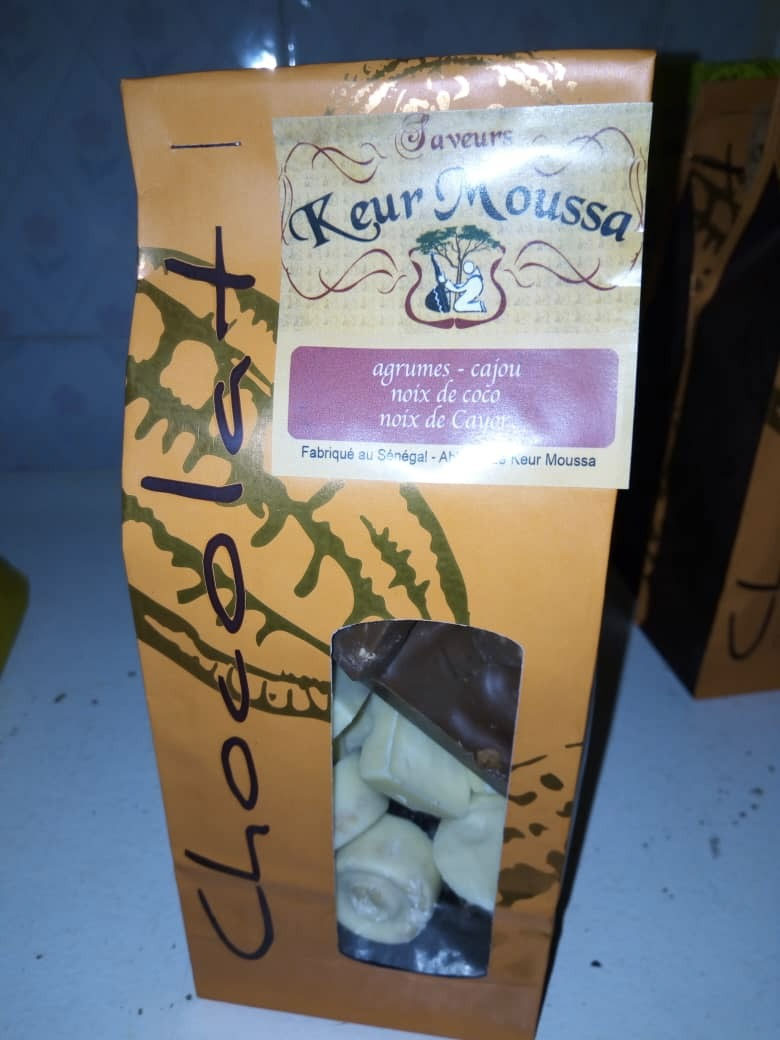 Saveurs
Keur Moussa
agrumes - cajou
noix de coco
noix de Cayor
Fabriqué au Sénégal - Keur Moussa
Chocolat